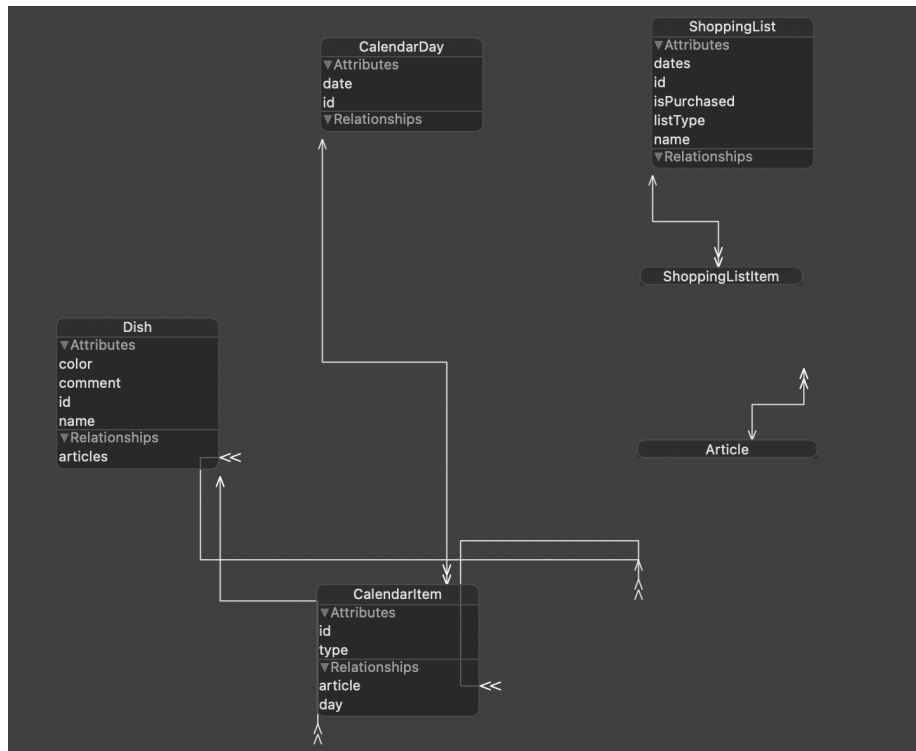 CalendarDay
▼Attributes
date
id
▼Relationships
ShoppingList
▼Attributes
dates
id
isPurchased
listType
name
▼Relationships
ShoppingListItem
Dish
▼Attributes
color
comment
id
name
▼Relationships
articles
Article
CalendarItem
▼Attributes
id
type
▼Relationships
article
day